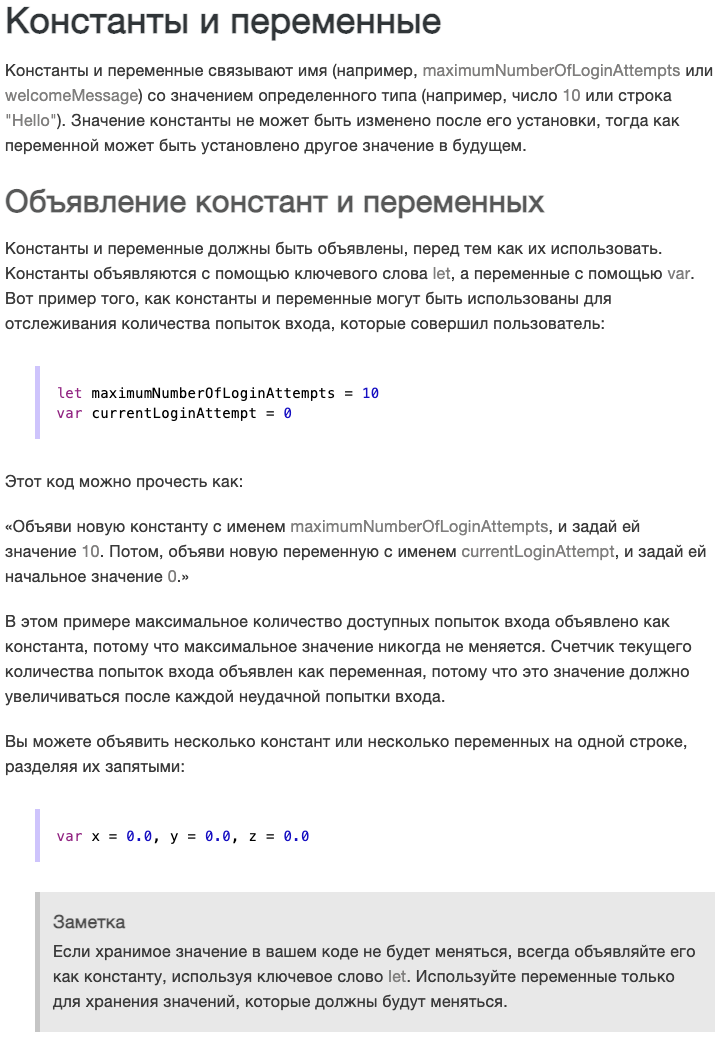 Константы и переменные
Константы и переменные связывают имя (например, maximumNumberOfLoginAttempts или
welcomeMessage) со значением определенного типа (например, число 10 или строка
"Hello"). Значение константы не может быть изменено после его установки, тогда как
переменной может быть установлено другое значение в будущем.
Объявление констант и переменных
Константы и переменные должны быть объявлены, перед тем как их использовать.
Константы объявляются с помощью ключевого слова let, а переменные с помощью var.
Вот пример того, как константы и переменные могут быть использованы для
отслеживания количества попыток входа, которые совершил пользователь:
let maximumNumberOfLoginAttempts = 10
var currentLoginAttempt = 0
Этот код можно прочесть как:
«Объяви новую константу с именем maximumNumberOfLoginAttempts, и задай ей
значение 10. Потом, объяви новую переменную с именем currentLoginAttempt, и задай ей
начальное значение 0.»
В этом примере максимальное количество доступных попыток входа объявлено как
константа, потому что максимальное значение никогда не меняется. Счетчик текущего
количества попыток входа объявлен как переменная, потому что это значение должно
увеличиваться после каждой неудачной попытки входа.
Вы можете объявить несколько констант или несколько переменных на одной строке,
разделяя их запятыми:
var x = 0.0, y = 0.0, z = 0.0
Заметка
Если хранимое значение в вашем коде не будет меняться, всегда объявляйте его
как константу, используя ключевое слово let. Используйте переменные только
для хранения значений, которые должны будут меняться.